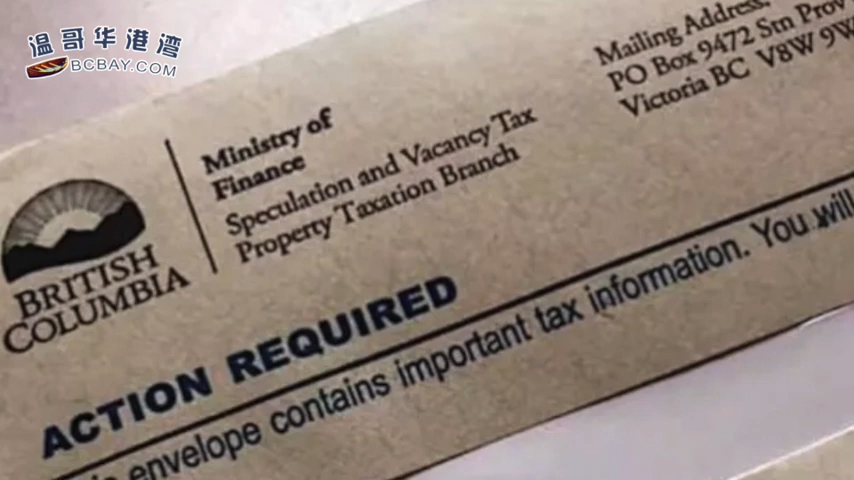 温哥华港湾
BCBAY.COM
Mailing Address:
PO Box 9472 Stn Prov
Victoria BC V8W 9W
Ministry of
Finance
Speculation and Vacancy Tax
Property Taxation Branch
BRITISH
COLUMBIA
ACTION REQUIRED
envelope contains important tax information. You will